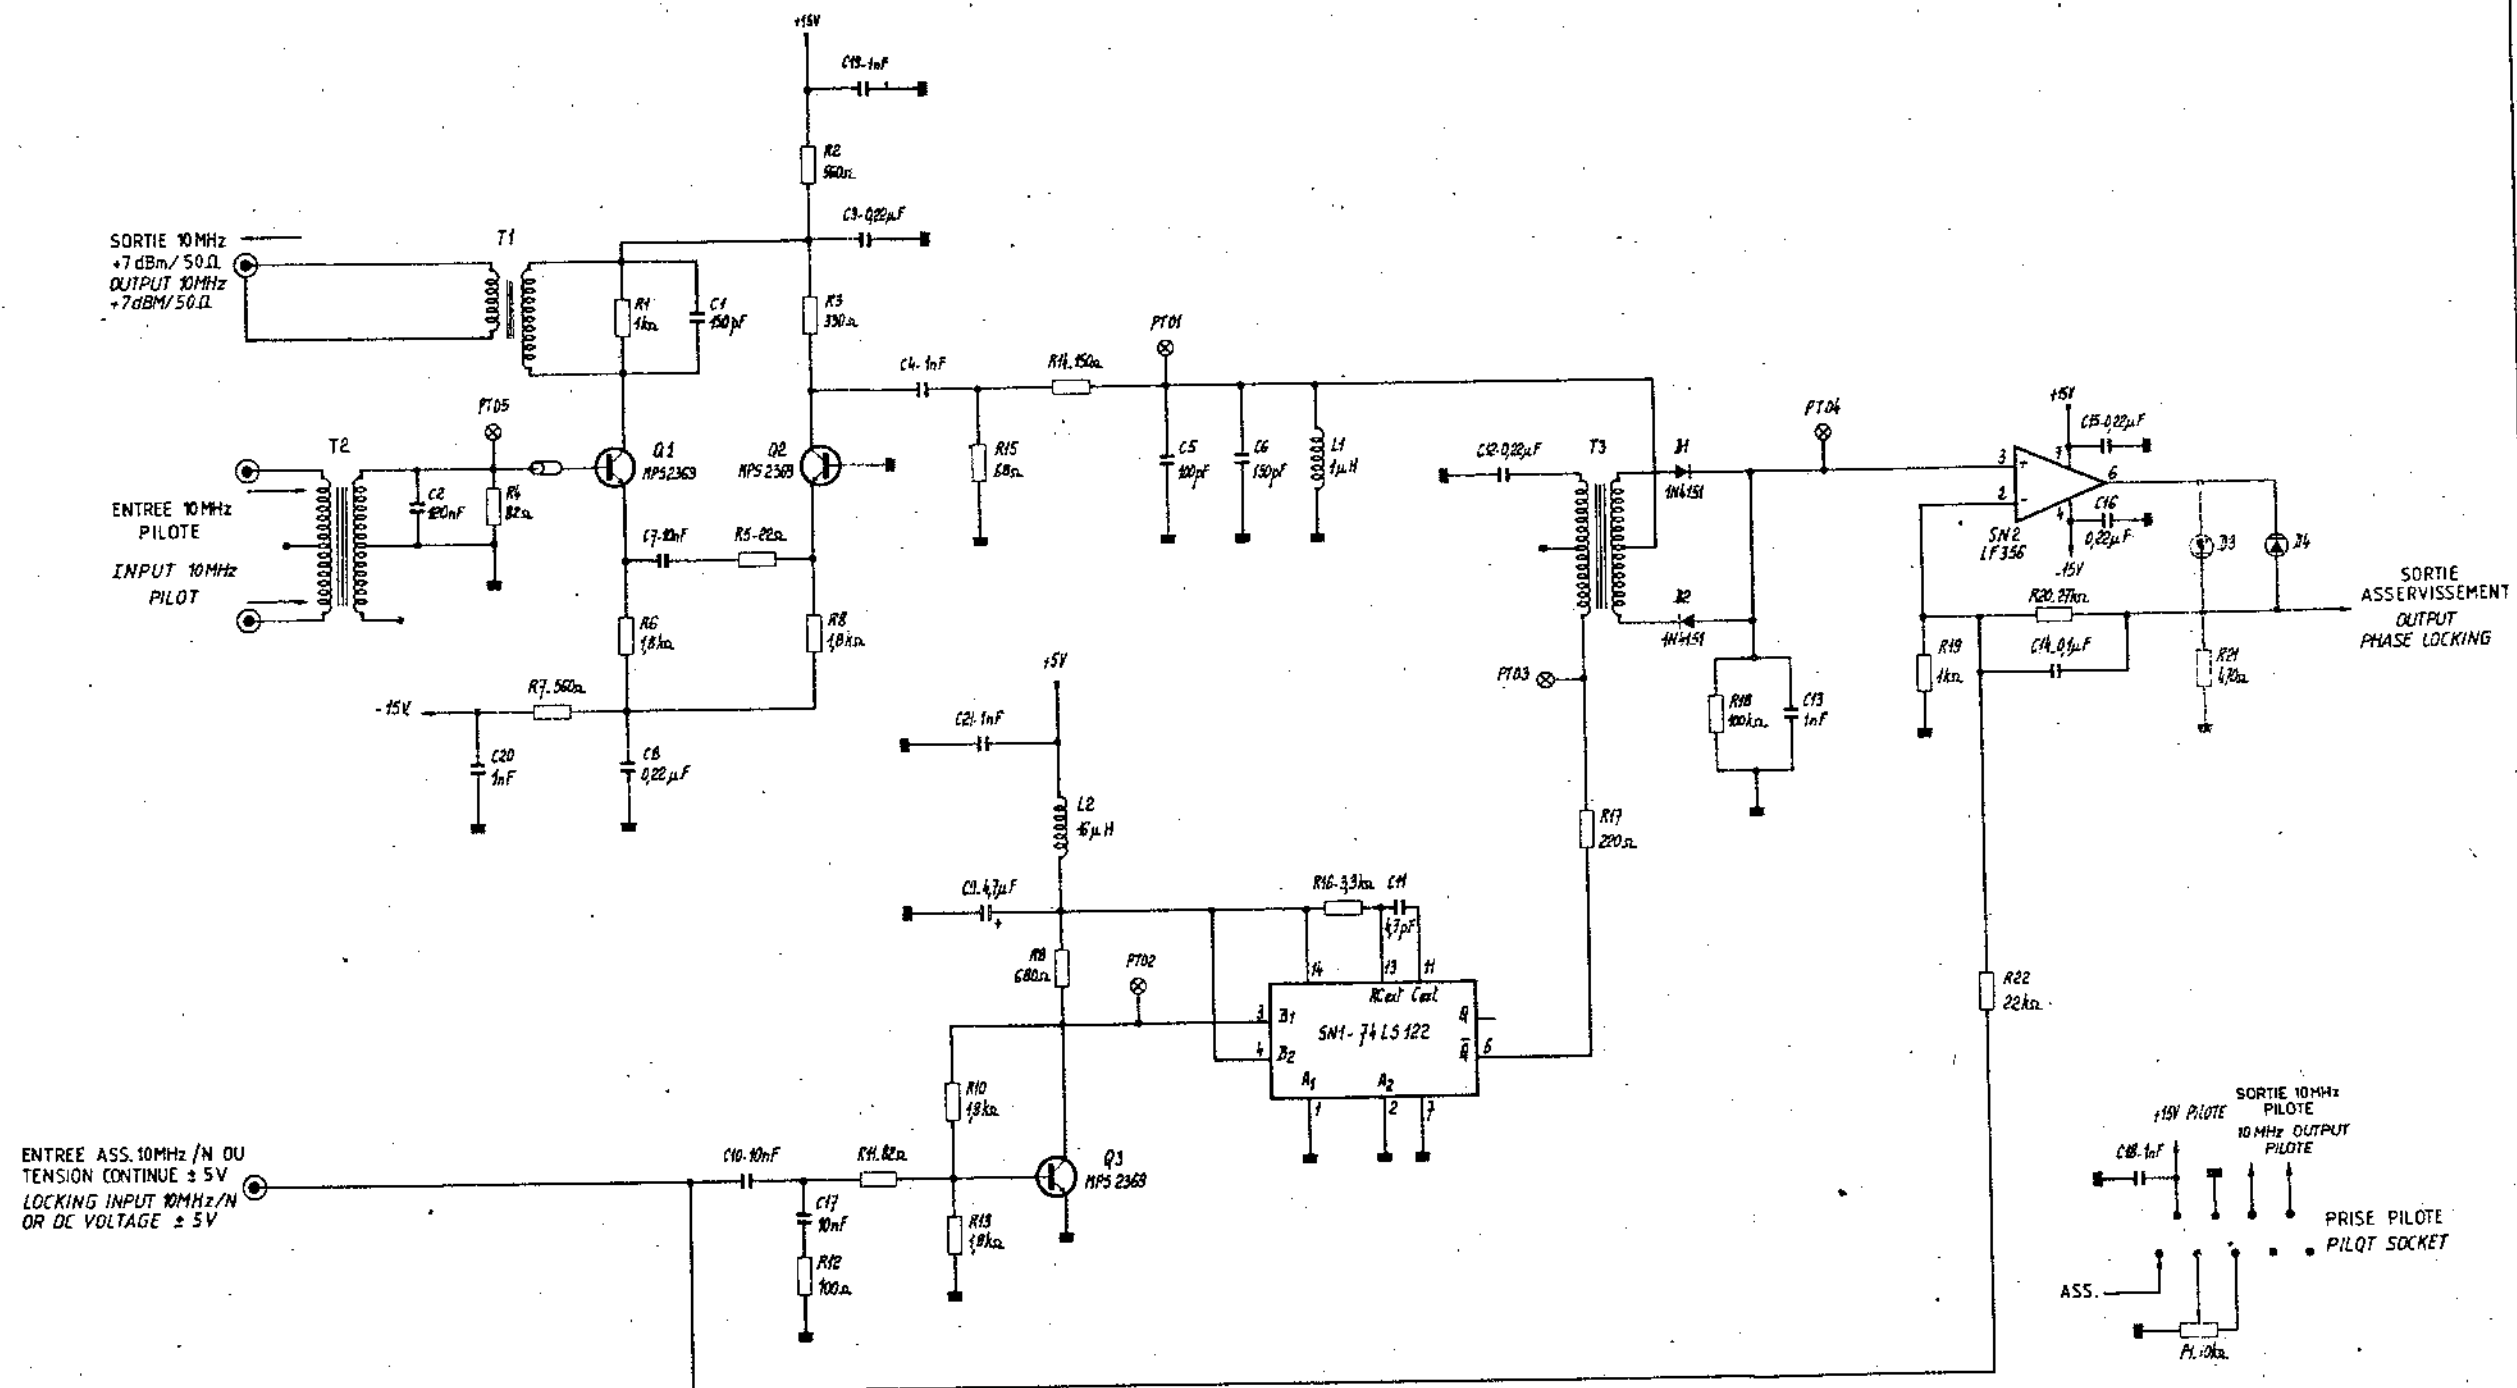 +15V
C19-1nF
R2
560Ω
C3-0,22µF
SORTIE 10MHz
+7dBm/50Ω
OUTPUT 10MHz
+7dBM/50Ω
T1
R1
1kΩ
C1
150pF
R3
330Ω
PT01
C4-1nF
R14-150Ω
PT05
T2
Q1
MPS2369
Q2
MPS2369
C2
R4
82Ω
ENTREE 10MHz
PILOTE
INPUT 10MHz
PILOT
C7-10nF
R5-22Ω
R15
68Ω
C5
100pF
C6
150pF
L1
1µH
C12-0,22µF
T3
D1
1N4151
PT04
+15V
C15-0,22µF
3
+
7
6
2
-
4
C16
0,22µF
SN2
LF356
-15V
D3
D4
D2
1N4151
SORTIE
ASSERVISSEMENT
OUTPUT
PHASE LOCKING
R20-27kΩ
C14-0,1µF
R19
1kΩ
R21
470Ω
R6
1,8kΩ
R8
1,8kΩ
R7-560Ω
-15V
C20
1nF
C8
0,22µF
+5V
C21-1nF
PT03
R18
100kΩ
C13
1nF
L2
R17
220Ω
C9-4,7µF
+
R16-3,3kΩ
C11
4,7pF
R9
680Ω
PT02
14
13
11
RCext
Cext
3
B1
SN1-74LS122
Q
4
B2
Q̅
6
A1
A2
1
2
7
R22
22kΩ
R10
1,8kΩ
ENTREE ASS. 10MHz/N OU
TENSION CONTINUE ± 5V
LOCKING INPUT 10MHz/N
OR DC VOLTAGE ± 5V
C10-10nF
R11-82Ω
Q3
MPS2369
C17
10nF
R13
1,8kΩ
R12
100Ω
SORTIE 10MHz
PILOTE
10 MHz OUTPUT
PILOTE
+15V PILOTE
C18-1nF
PRISE PILOTE
PILOT SOCKET
ASS.